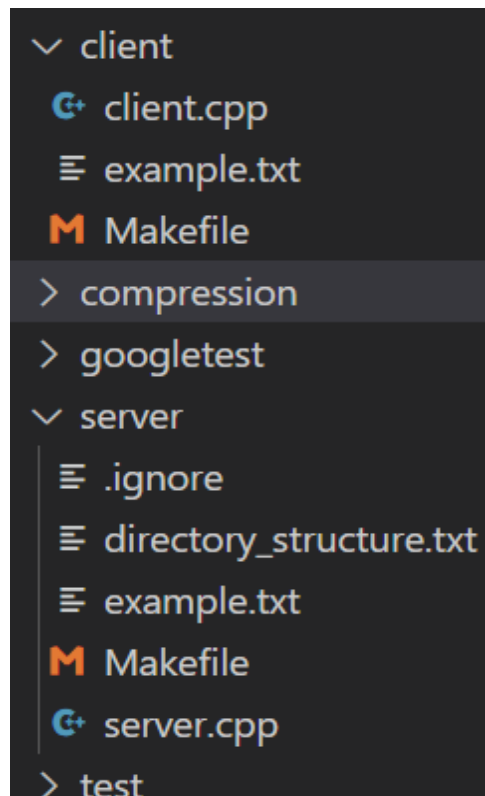 client
client.cpp
example.txt
Makefile
compression
googletest
server
.ignore
directory_structure.txt
example.txt
Makefile
server.cpp
test